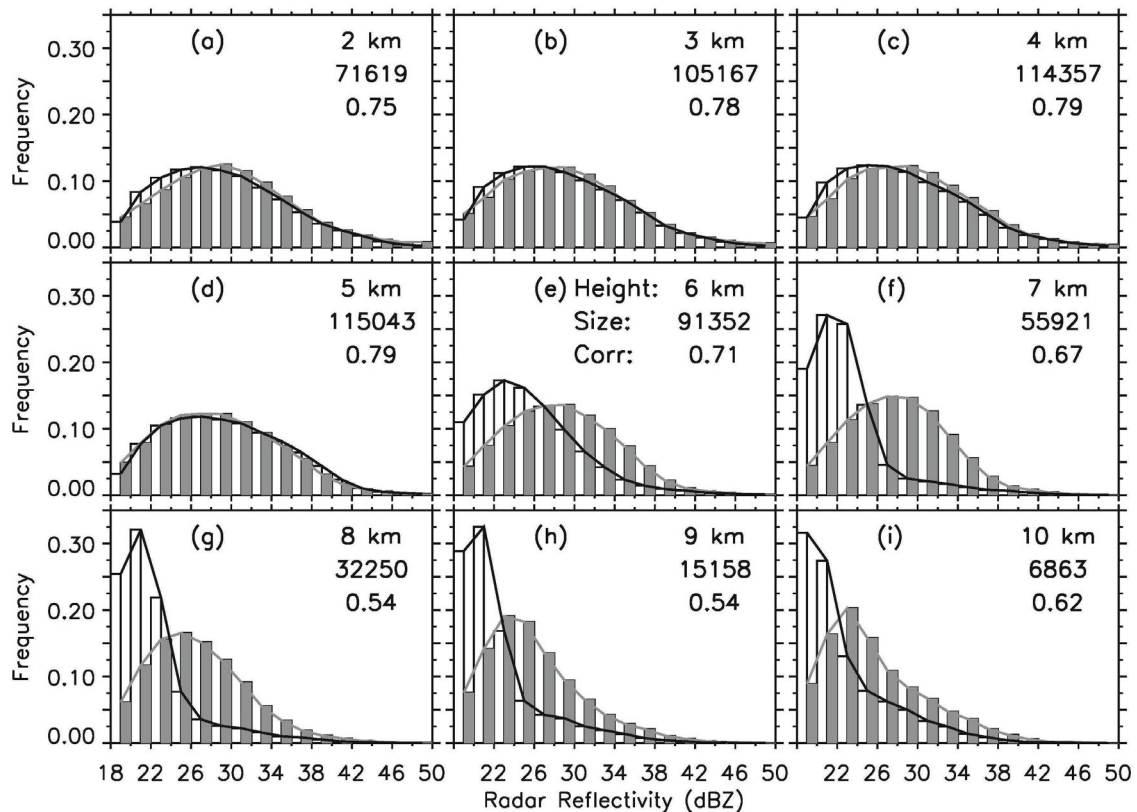 (a) 2 km
71619
0.75
(b) 3 km
105167
0.78
(c) 4 km
114357
0.79
Frequency
0.30
0.20
0.10
0.00
(d) 5 km
115043
0.79
(e) Height: 6 km
Size: 91352
Corr: 0.71
(f) 7 km
55921
0.67
Frequency
0.30
0.20
0.10
0.00
(g) 8 km
32250
0.54
(h) 9 km
15158
0.54
(i) 10 km
6863
0.62
Frequency
0.30
0.20
0.10
0.00
18 22 26 30 34 38 42 46 50
22 26 30 34 38 42 46 50
22 26 30 34 38 42 46 50
Radar Reflectivity (dBZ)